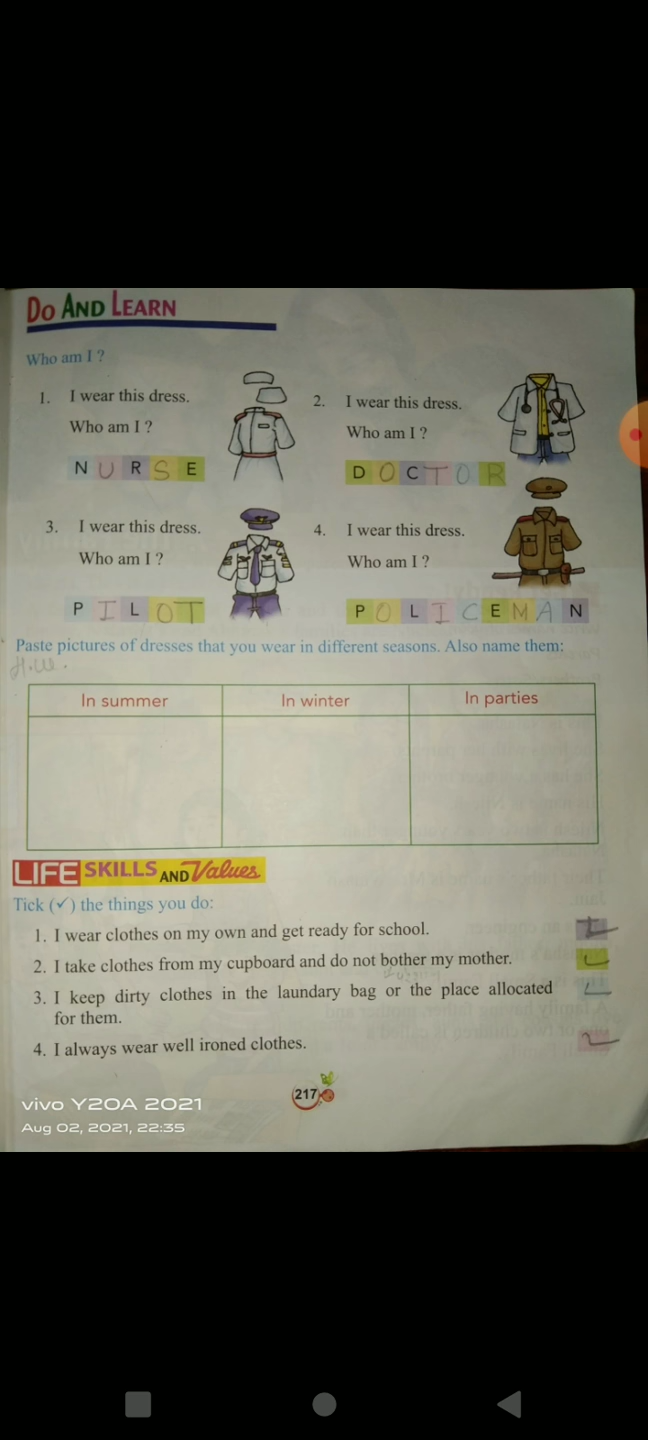 DO AND LEARN
Who am I ?
1. I wear this dress.
Who am I ?
NURSE
2. I wear this dress.
Who am I ?
DOCTOR
3. I wear this dress.
Who am I ?
PILOT
4. I wear this dress.
Who am I ?
POLICEMAN
Paste pictures of dresses that you wear in different seasons. Also name them:
H.W.
In summer In winter In parties
LIFE SKILLS AND Values
Tick (✓) the things you do:
1. I wear clothes on my own and get ready for school.
2. I take clothes from my cupboard and do not bother my mother.
3. I keep dirty clothes in the laundary bag or the place allocated
for them.
4. I always wear well ironed clothes.
217
vivo Y20A 2021
Aug 02, 2021, 22:35